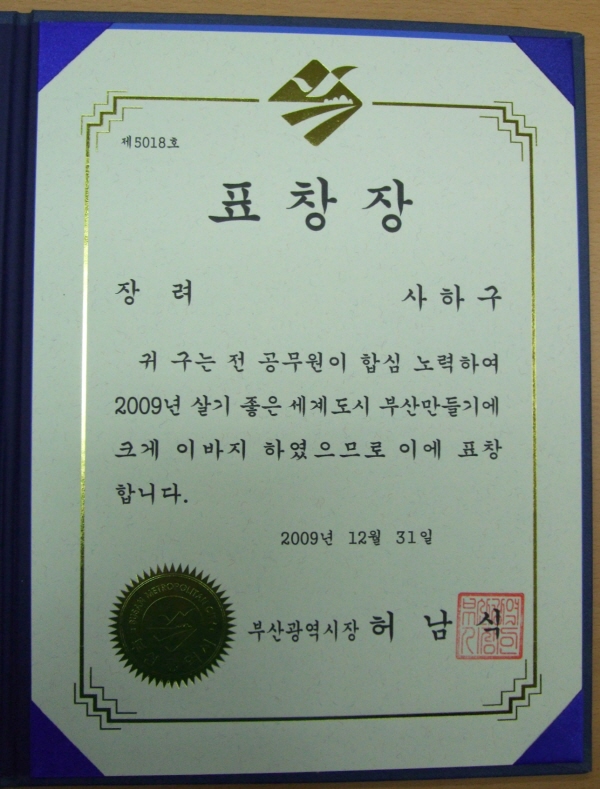 제5018호
표창장
장 려 사하구
귀 구는 전 공무원이 합심 노력하여
2009년 살기 좋은 세계도시 부산만들기에
크게 이바지 하였으므로 이에 표창
합니다.
2009년 12월 31일
부산광역시장 허 남 식